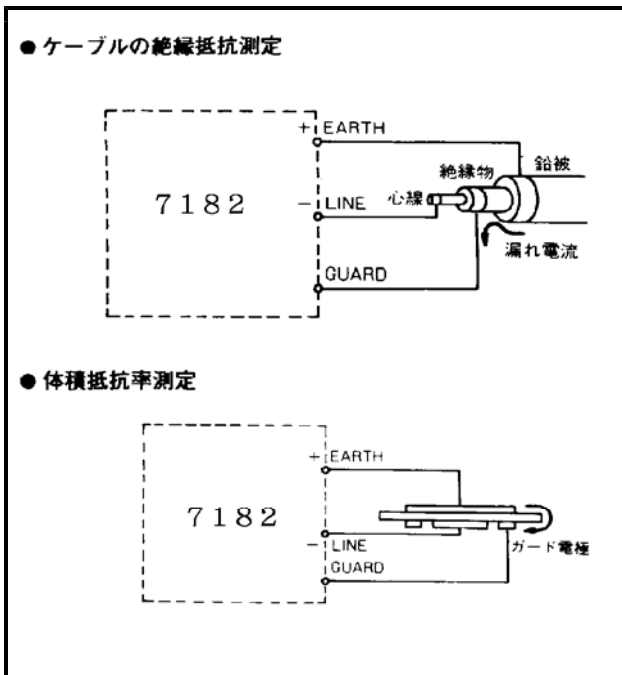 ● ケーブルの絶縁抵抗測定
+ EARTH
鉛被
絶縁物
7182
− LINE
心線
漏れ電流
GUARD
● 体積抵抗率測定
+ EARTH
7182
− LINE
ガード電極
GUARD